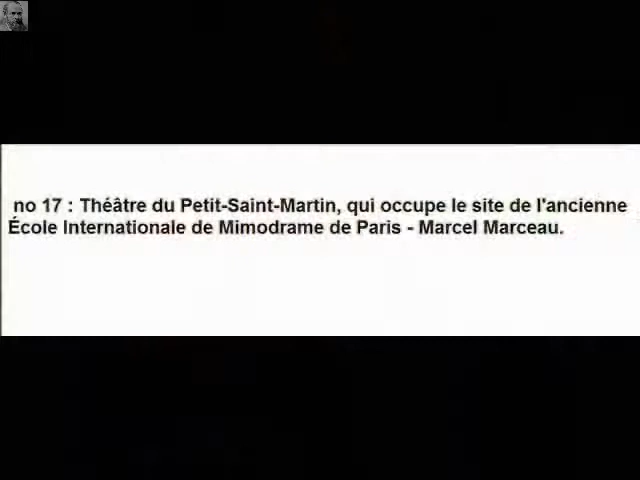 no 17 : Théâtre du Petit-Saint-Martin, qui occupe le site de l'ancienne
École Internationale de Mimodrame de Paris - Marcel Marceau.